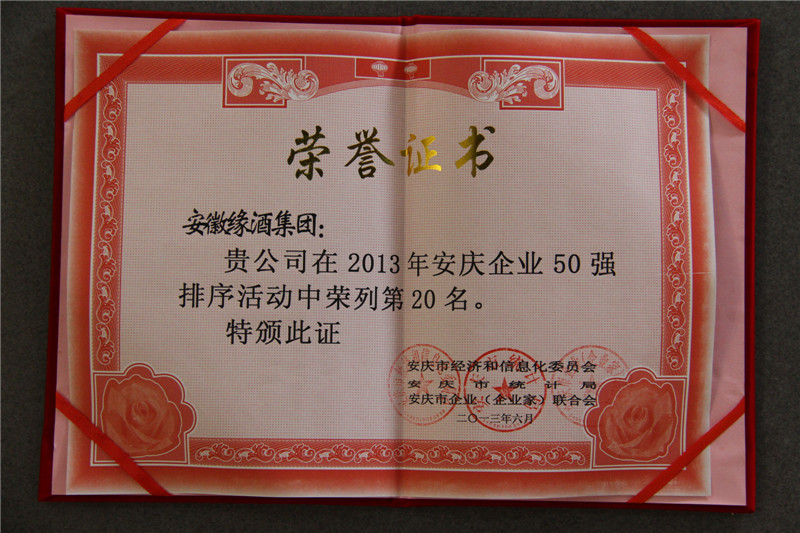 荣誉证书
安徽缘酒集团：
贵公司在2013年安庆企业50强
排序活动中荣列第20名。
特颁此证
安庆市经济和信息化委员会
安庆市统计局
安庆市企业（企业家）联合会
二〇一三年六月